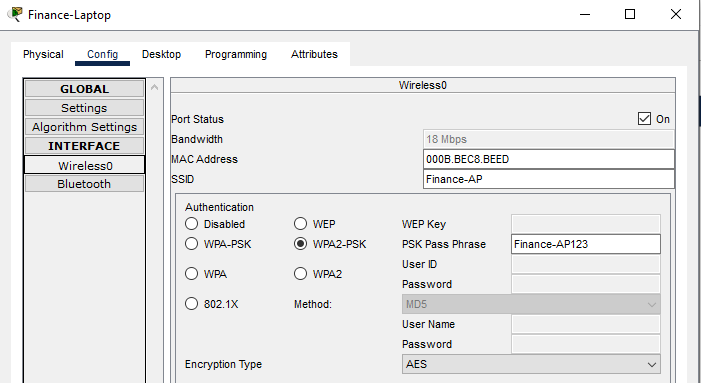 Finance-Laptop
Physical Config Desktop Programming Attributes
GLOBAL
Settings
Algorithm Settings
INTERFACE
Wireless0
Bluetooth
Wireless0
Port Status On
Bandwidth 18 Mbps
MAC Address 000B.BEC8.BEED
SSID Finance-AP
Authentication
Disabled WEP WEP Key
WPA-PSK WPA2-PSK PSK Pass Phrase Finance-AP123
User ID
WPA WPA2
Password
802.1X Method: MD5
User Name
Password
Encryption Type AES